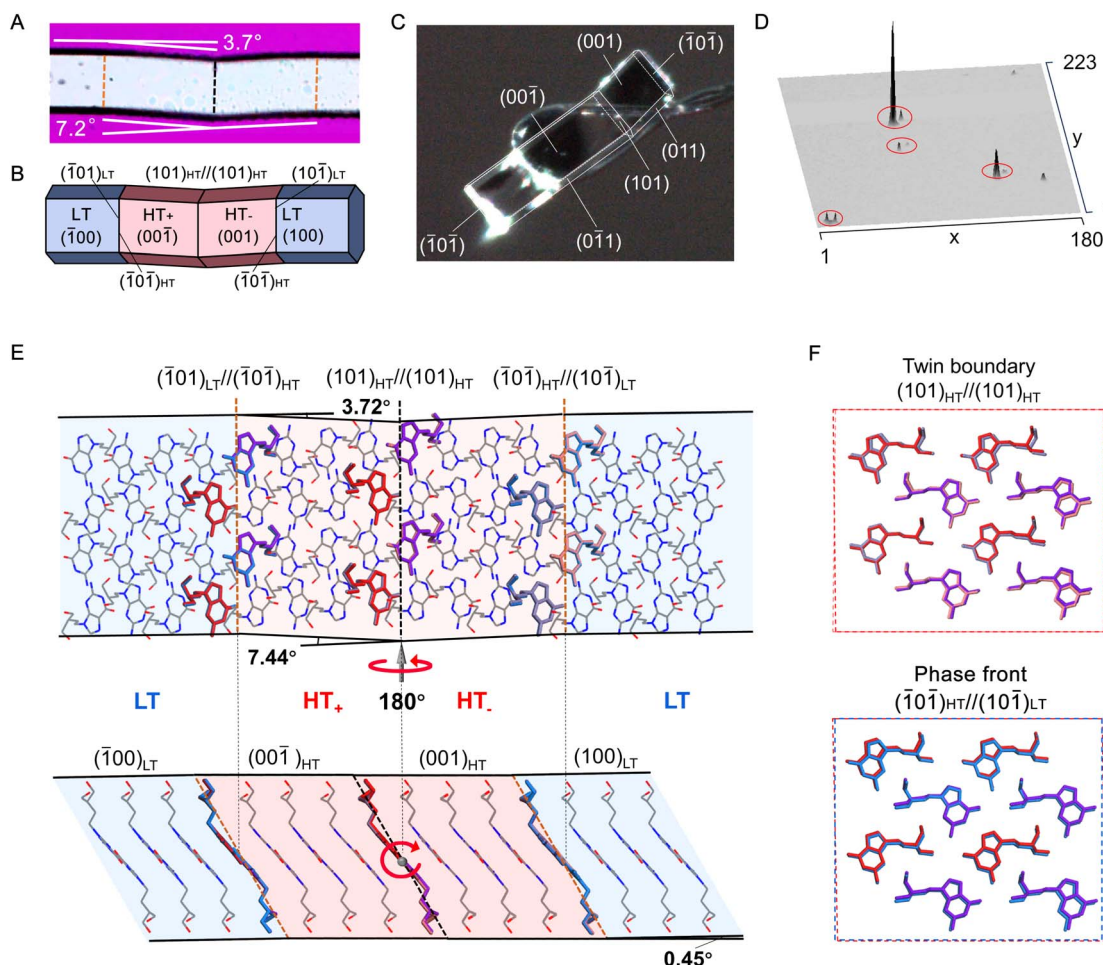 A
3.7°
7.2°
B
(1̄01)LT (101)HT//(101)HT (101̄)LT
LT HT+ HT- LT
(1̄00) (001̄) (001) (100)
(1̄01̄)HT (1̄01̄)HT
C
(001) (1̄01̄)
(001̄)
(011)
(101)
(1̄01̄) (01̄1)
D
223
y
1 x 180
E
(1̄01)LT//(1̄01̄)HT (101)HT//(101)HT (1̄01̄)HT//(101̄)LT
3.72°
7.44°
180°
LT HT+ HT- LT
(1̄00)LT (001̄)HT (001)HT (100)LT
0.45°
F
Twin boundary
(101)HT//(101)HT
Phase front
(1̄01̄)HT//(101̄)LT